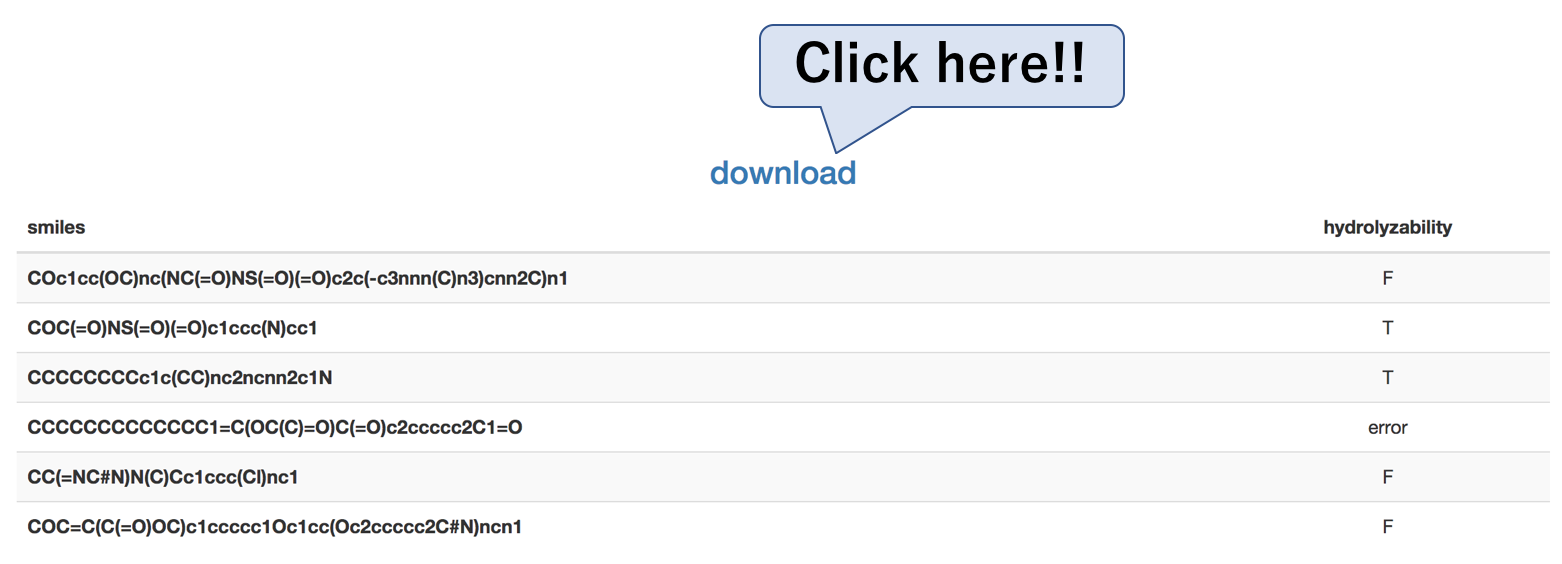 Click here!!
download
smiles hydrolyzability
COc1cc(OC)nc(NC(=O)NS(=O)(=O)c2c(-c3nnn(C)n3)cnn2C)n1 F
COC(=O)NS(=O)(=O)c1ccc(N)cc1 T
CCCCCCCCc1c(CC)nc2ncnn2c1N T
CCCCCCCCCCCCC1=C(OC(C)=O)C(=O)c2ccccc2C1=O error
CC(=NC#N)N(C)Cc1ccc(Cl)nc1 F
COC=C(C(=O)OC)c1ccccc1Oc1cc(Oc2ccccc2C#N)ncn1 F